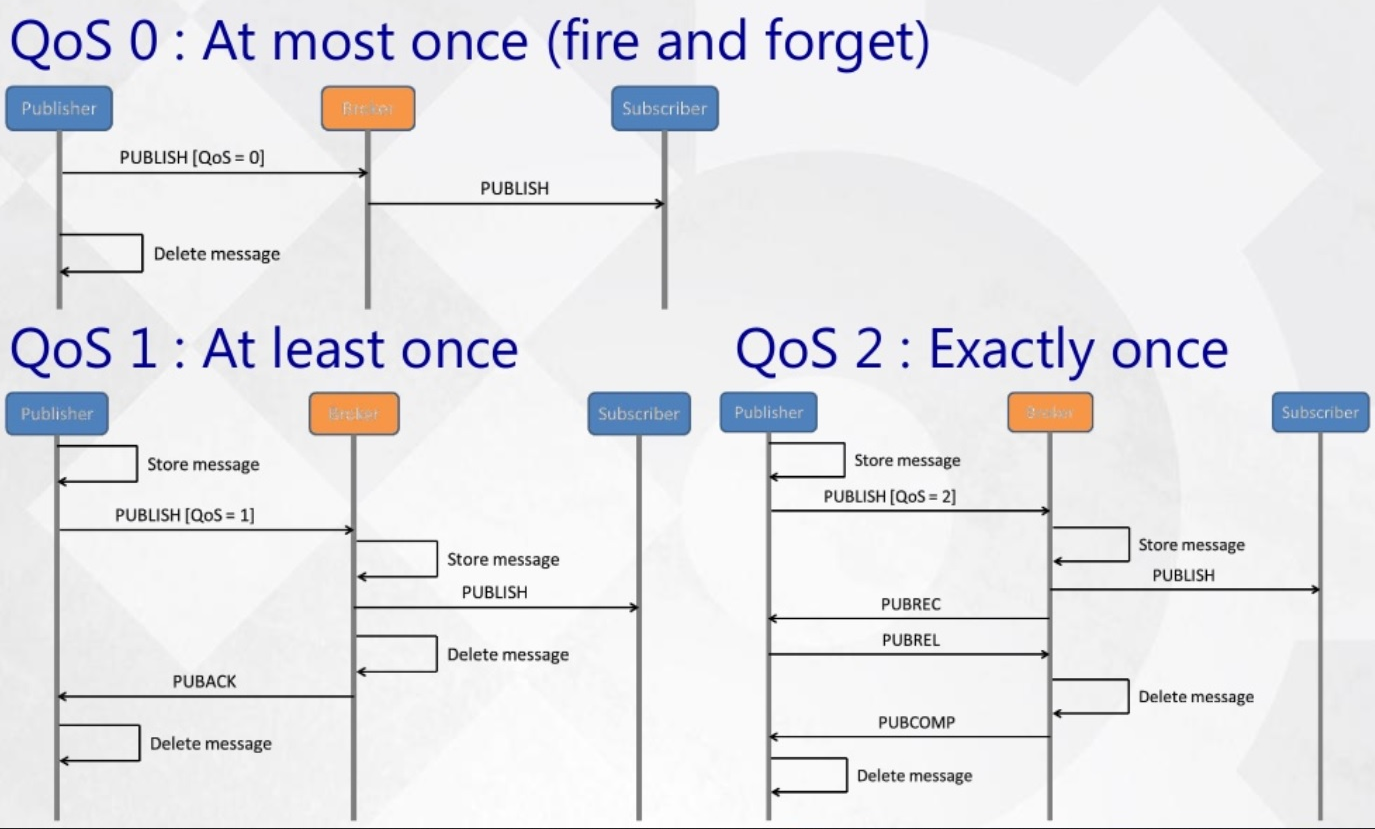 QoS 0 : At most once (fire and forget)
Publisher
Broker
Subscriber
PUBLISH [QoS = 0]
PUBLISH
Delete message
QoS 1 : At least once
Publisher
Broker
Subscriber
Store message
PUBLISH [QoS = 1]
Store message
PUBLISH
Delete message
PUBACK
Delete message
QoS 2 : Exactly once
Publisher
Broker
Subscriber
Store message
PUBLISH [QoS = 2]
Store message
PUBLISH
PUBREC
PUBREL
Delete message
PUBCOMP
Delete message